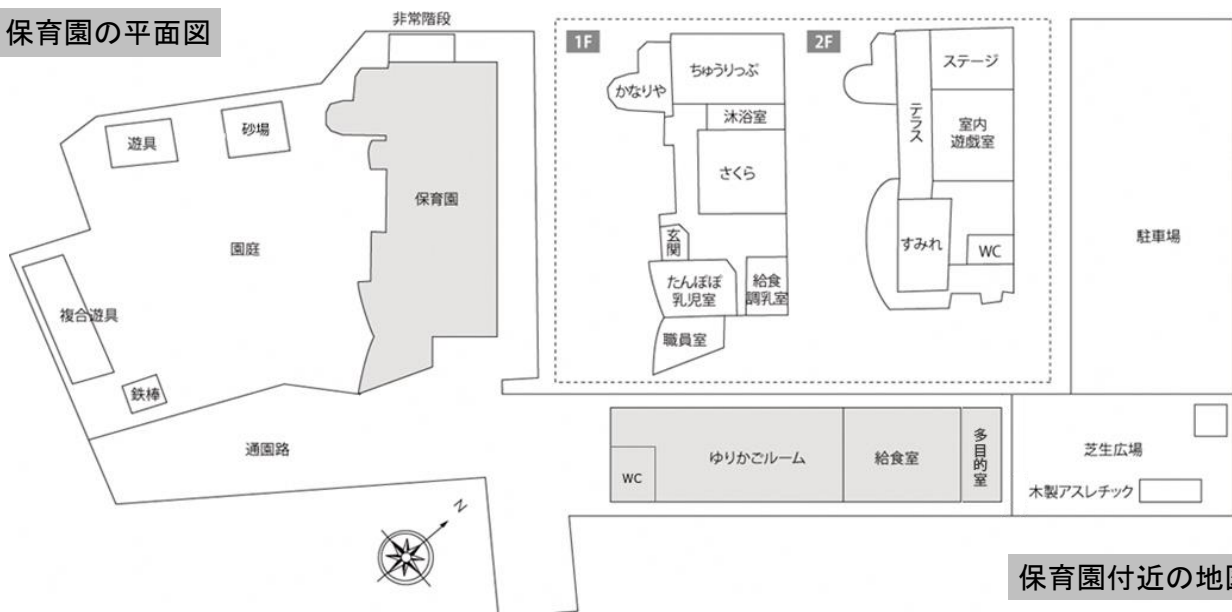 保育園の平面図
非常階段
1F
2F
ちゅうりっぷ
かなりや
沐浴室
さくら
玄
関
たんぽぽ
乳児室
給食
調乳室
職員室
ステージ
テラス
室内
遊戯室
すみれ
WC
駐車場
遊具
砂場
保育園
園庭
複合遊具
鉄棒
通園路
WC
ゆりかごルーム
給食室
多目的室
芝生広場
木製アスレチック
N
保育園付近の地図